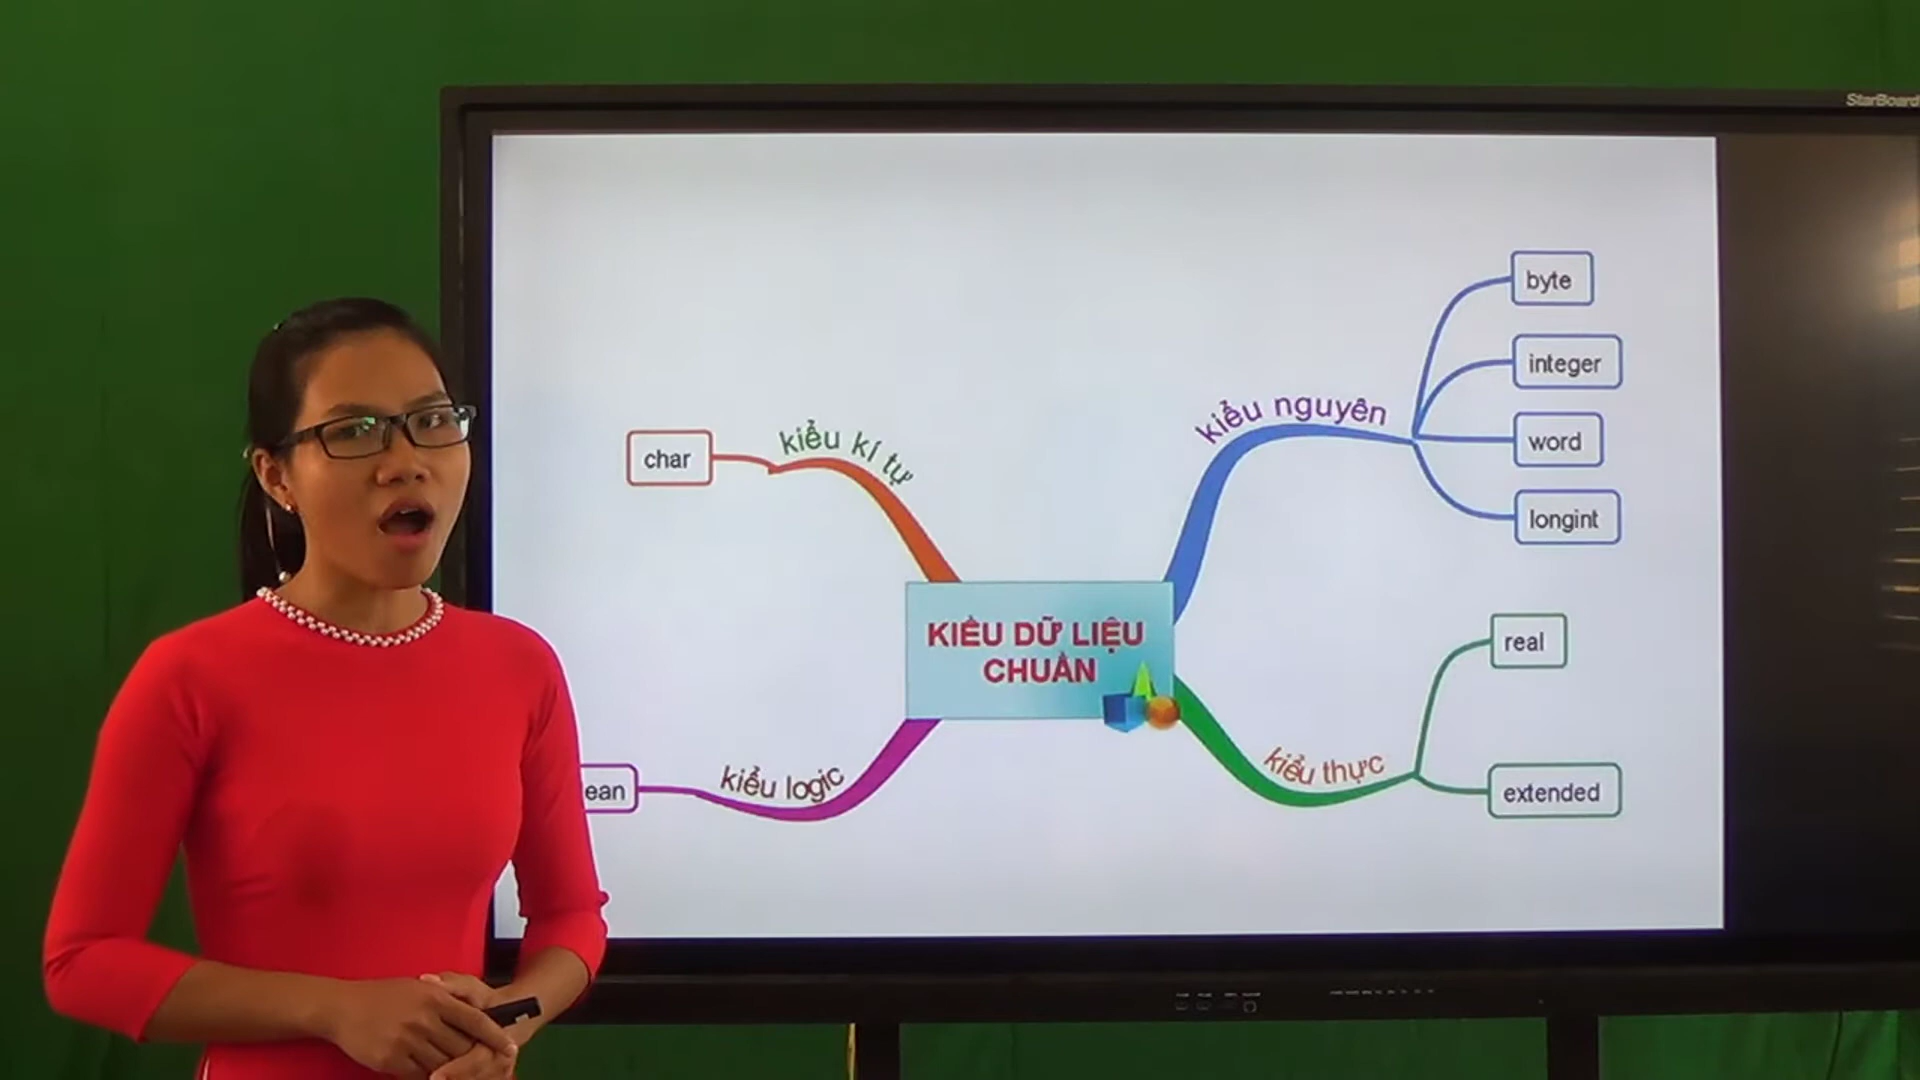 StarBoard
byte
integer
kiểu nguyên
word
longint
kiểu kí tự
char
KIỂU DỮ LIỆU
CHUẨN
real
kiểu thực
extended
kiểu logic
ean